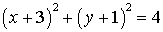 (x+3)² + (y+1)² = 4